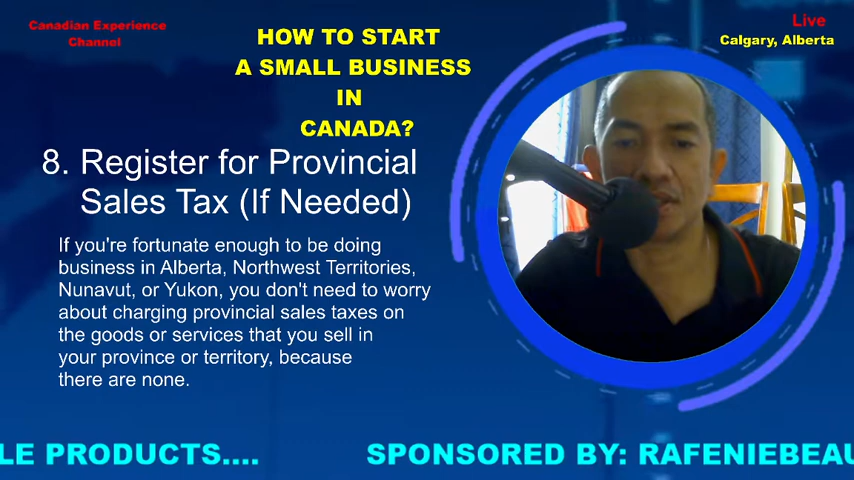 Canadian Experience
Channel
Live
Calgary, Alberta
HOW TO START
A SMALL BUSINESS
IN
CANADA?
8. Register for Provincial
Sales Tax (If Needed)
If you're fortunate enough to be doing
business in Alberta, Northwest Territories,
Nunavut, or Yukon, you don't need to worry
about charging provincial sales taxes on
the goods or services that you sell in
your province or territory, because
there are none.
LE PRODUCTS.... SPONSORED BY: RAFENIEBEAU